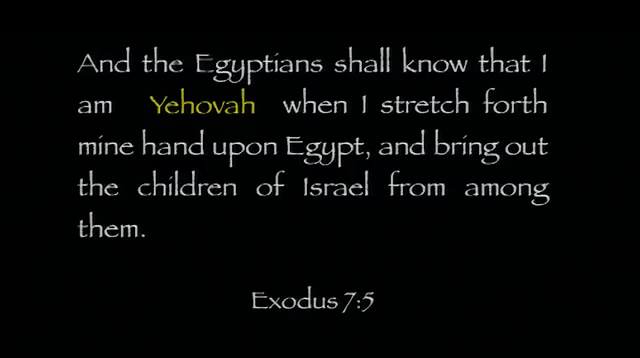 And the Egyptians shall know that I
am Yehovah when I stretch forth
mine hand upon Egypt, and bring out
the children of Israel from among
them.
Exodus 7:5